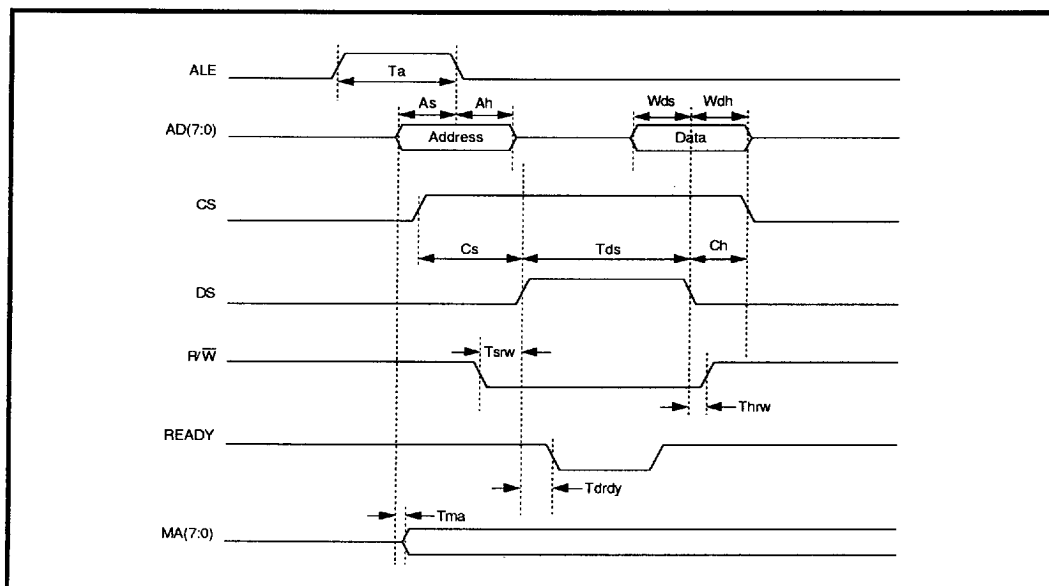 ALE
Ta
As Ah Wds Wdh
AD(7:0)
Address Data
CS
Cs Tds Ch
DS
R/W̅
Tsrw
Thrw
READY
Tdrdy
Tma
MA(7:0)